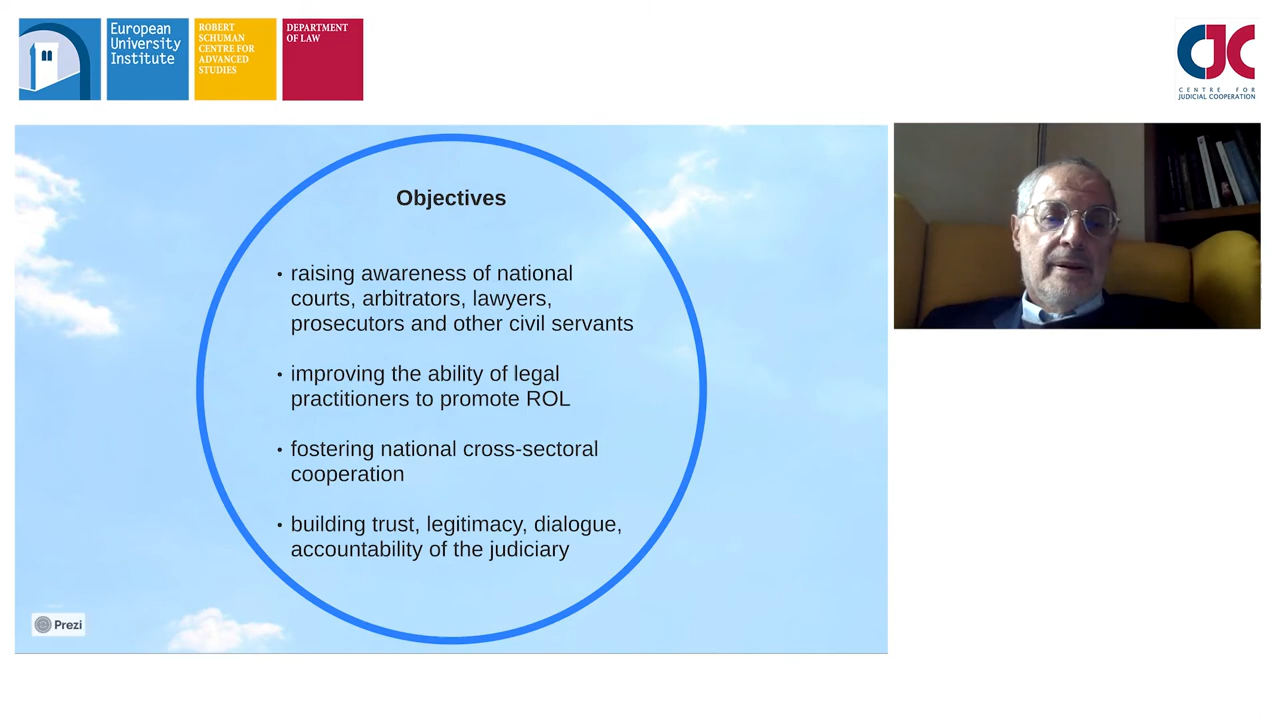 European
University
Institute
ROBERT
SCHUMAN
CENTRE FOR
ADVANCED
STUDIES
DEPARTMENT
OF LAW
CJC
CENTRE FOR
JUDICIAL COOPERATION
Objectives
• raising awareness of national
courts, arbitrators, lawyers,
prosecutors and other civil servants
• improving the ability of legal
practitioners to promote ROL
• fostering national cross-sectoral
cooperation
• building trust, legitimacy, dialogue,
accountability of the judiciary
Prezi